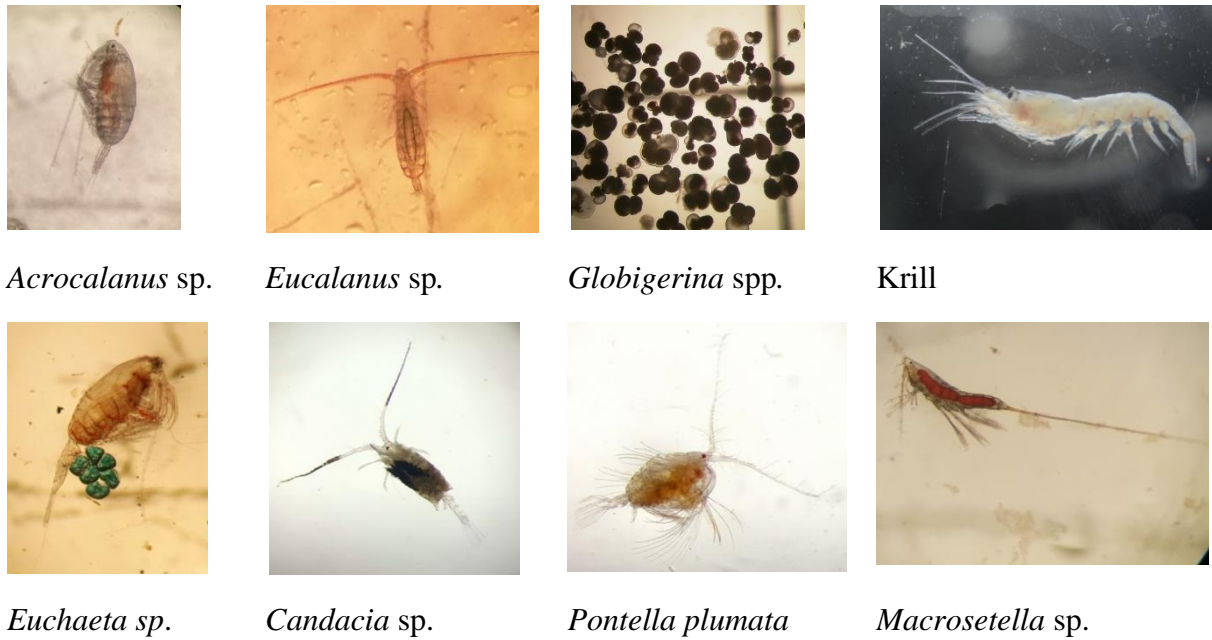 Acrocalanus sp. Eucalanus sp. Globigerina spp. Krill
Euchaeta sp. Candacia sp. Pontella plumata Macrosetella sp.